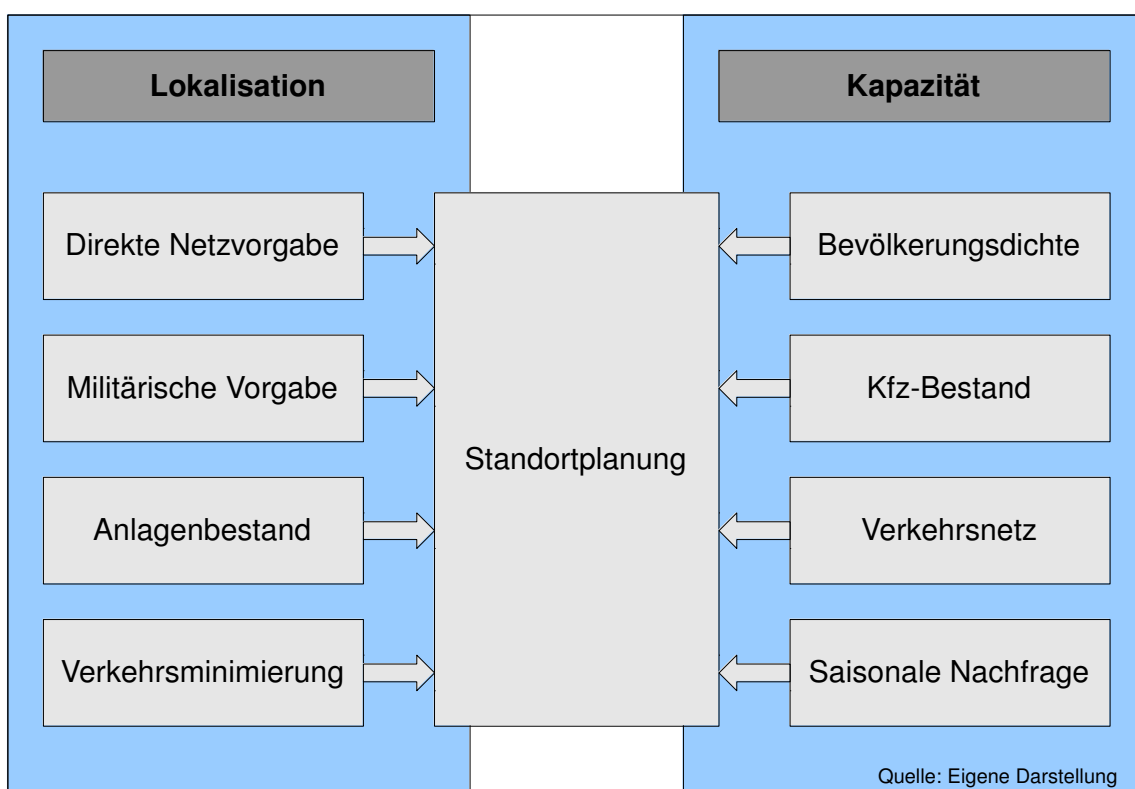 Lokalisation
Kapazität
Direkte Netzvorgabe
Bevölkerungsdichte
Militärische Vorgabe
Kfz-Bestand
Standortplanung
Anlagenbestand
Verkehrsnetz
Verkehrsminimierung
Saisonale Nachfrage
Quelle: Eigene Darstellung